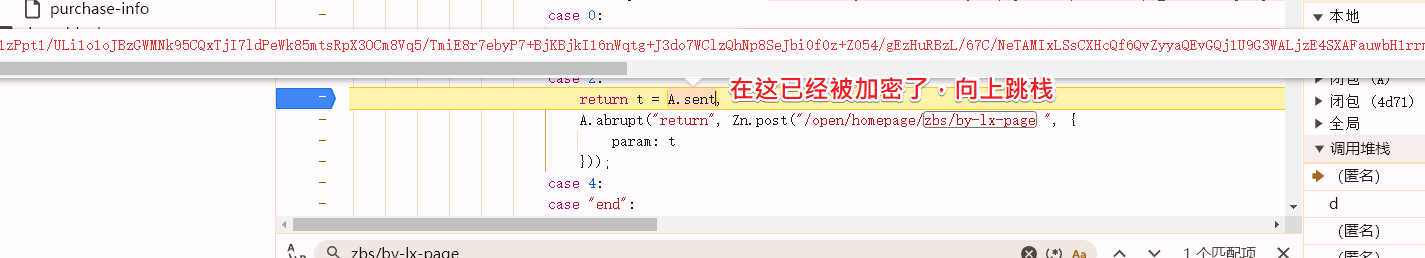 purchase-info
case 0:
本地
1zPpt1/ULi1o1oJBzGWMNk95CQxTjI7ldPeWk85mtsRpX3OCm8Vq5/TmiE8r7ebyP7+BjKBjkI16nWqtg+J3do7WClzQhNp8SeJbi0f0z+Z054/gEzHuRBzL/67C/NeTAMIxLSsCXHcQf6QvZyyaQEvGQj1U9G3WALjzE4SXAFauwbH1rrn
case 2:
闭包 (A)
return t = A.sent,
在这已经被加密了，向上跳栈
闭包 (4d71)
A.abrupt("return", Zn.post("/open/homepage/zbs/by-lx-page ", {
全局
param: t
调用堆栈
}));
(匿名)
case 4:
d
case "end":
(匿名)
zbs/by-lx-page
Aa
1 个匹配项
(匿名)